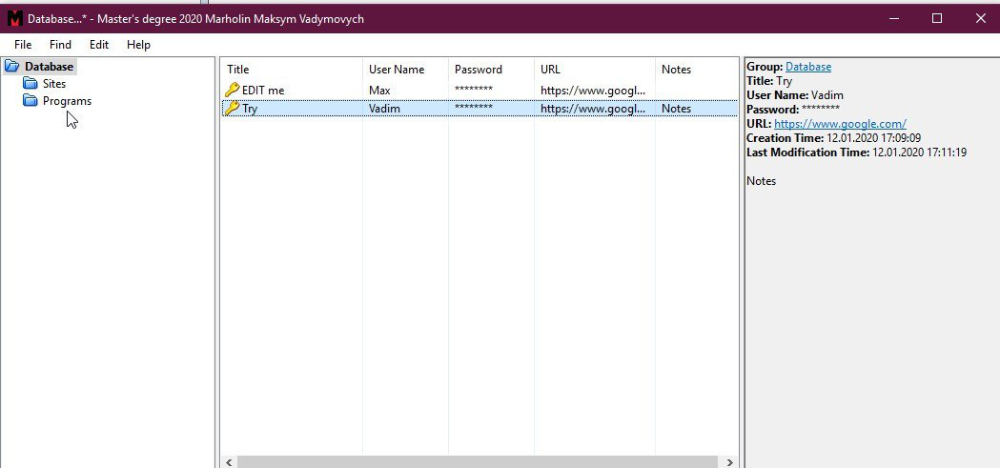 Database...* - Master's degree 2020 Marholin Maksym Vadymovych
File Find Edit Help
Database
Sites
Programs
Title User Name Password URL Notes
EDIT me Max ******** https://www.googl...
Try Vadim ******** https://www.googl... Notes
Group: Database
Title: Try
User Name: Vadim
Password: ********
URL: https://www.google.com/
Creation Time: 12.01.2020 17:09:09
Last Modification Time: 12.01.2020 17:11:19
Notes